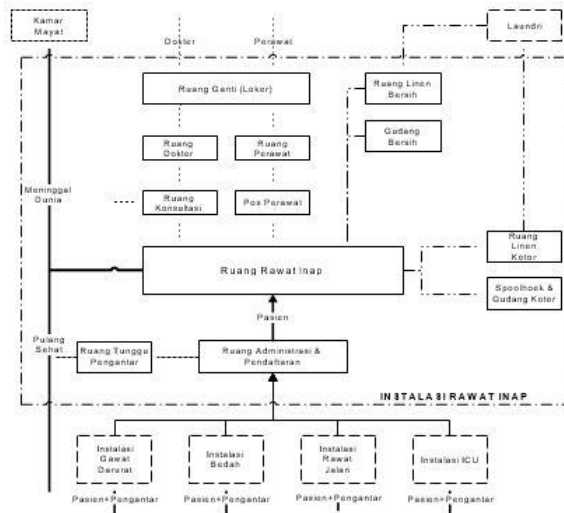 Kamar
Mayat
Dokter
Perawat
Laundri
Ruang Ganti (Loker)
Ruang Linen
Bersih
Ruang
Dokter
Ruang
Perawat
Gudang
Bersih
Meninggal
Dunia
Ruang
Konsultasi
Pos Perawat
Ruang
Linen
Kotor
Ruang Rawat Inap
Spoolhoek &
Gudang Kotor
Pasien
Pulang
Sehat
Ruang Tunggu
Pengantar
Ruang Administrasi &
Pendaftaran
INSTALASI RAWAT INAP
Instalasi
Gawat
Darurat
Instalasi
Bedah
Instalasi
Rawat
Jalan
Instalasi ICU
Pasien+Pengantar
Pasien+Pengantar
Pasien+Pengantar
Pasien+Pengantar